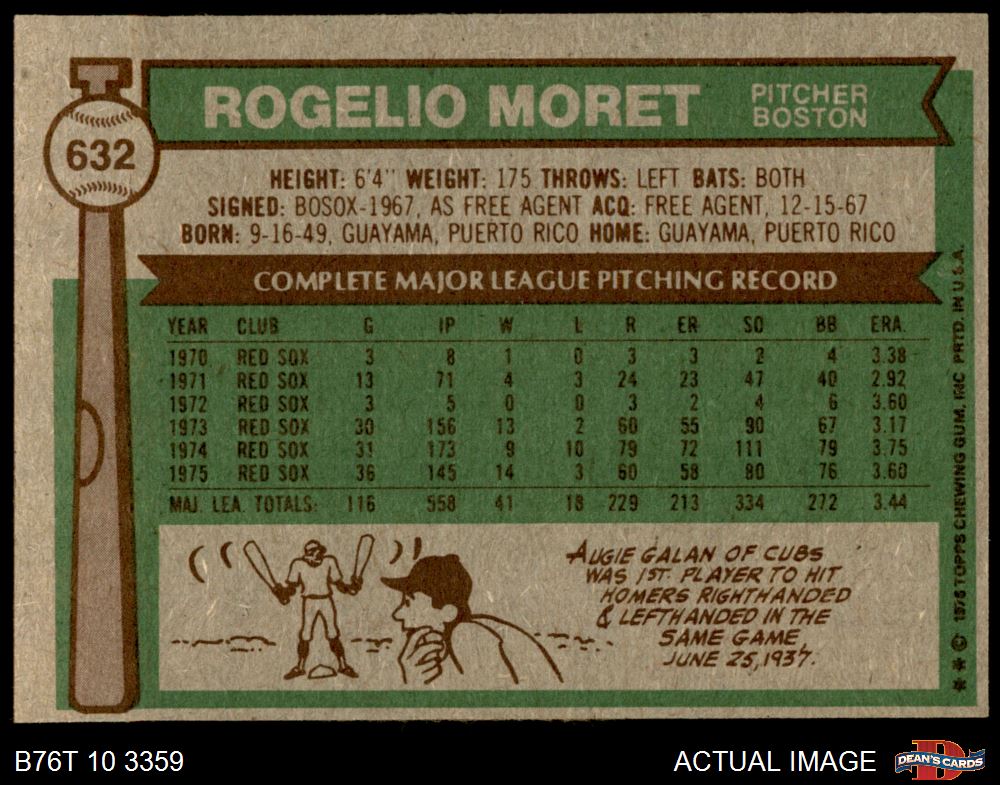 632
ROGELIO MORET
PITCHER
BOSTON
HEIGHT: 6'4" WEIGHT: 175 THROWS: LEFT BATS: BOTH
SIGNED: BOSOX-1967, AS FREE AGENT ACQ: FREE AGENT, 12-15-67
BORN: 9-16-49, GUAYAMA, PUERTO RICO HOME: GUAYAMA, PUERTO RICO
COMPLETE MAJOR LEAGUE PITCHING RECORD
YEAR CLUB G IP W L R ER SO BB ERA.
1970 RED SOX 3 8 1 0 3 3 2 4 3.38
1971 RED SOX 13 71 4 3 24 23 47 40 2.92
1972 RED SOX 3 5 0 0 3 2 4 6 3.60
1973 RED SOX 30 156 13 2 60 55 90 67 3.17
1974 RED SOX 31 173 9 10 79 72 111 79 3.75
1975 RED SOX 36 145 14 3 60 58 80 76 3.60
MAJ. LEA. TOTALS: 116 558 41 18 229 213 334 272 3.44
AUGIE GALAN OF CUBS
WAS 1ST. PLAYER TO HIT
HOMERS RIGHTHANDED
& LEFTHANDED IN THE
SAME GAME,
JUNE 25, 1937.
* * © 1976 TOPPS CHEWING GUM, INC PRTD. IN U.S.A.
B76T 10 3359
ACTUAL IMAGE
D
DEAN'S CARDS